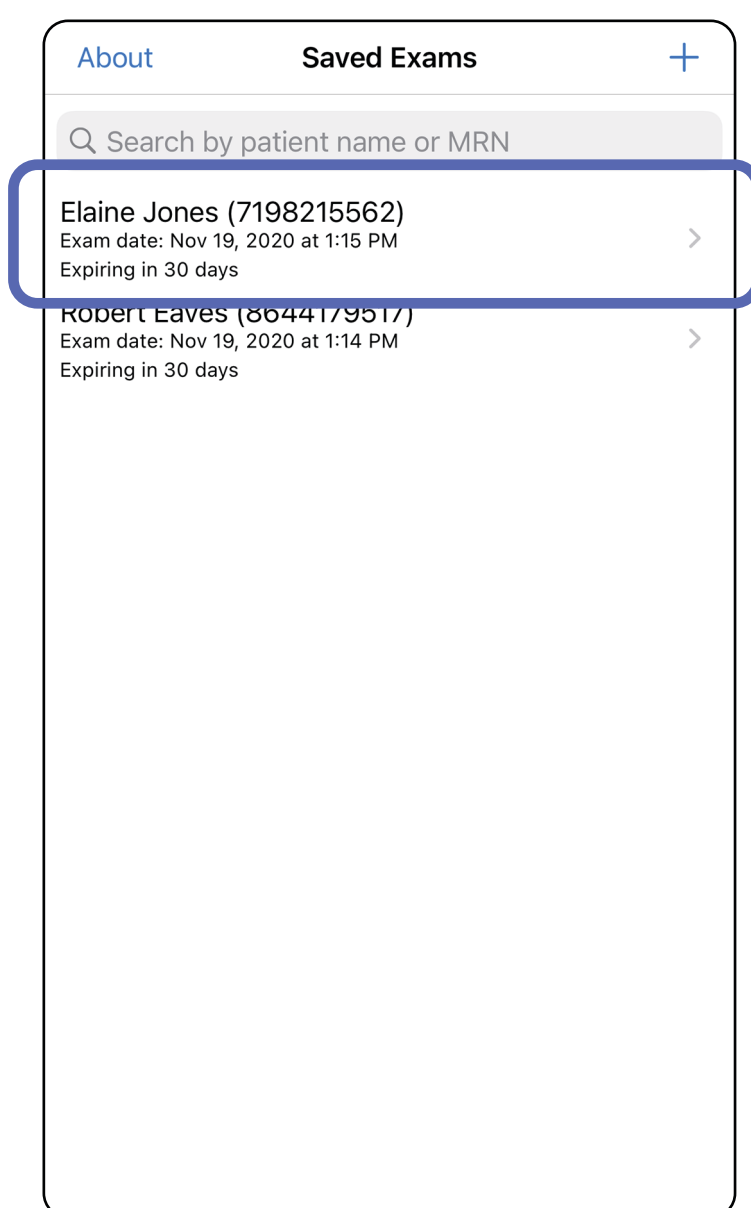 About Saved Exams +
Search by patient name or MRN
Elaine Jones (7198215562)
Exam date: Nov 19, 2020 at 1:15 PM
Expiring in 30 days
Robert Eaves (8644179517)
Exam date: Nov 19, 2020 at 1:14 PM
Expiring in 30 days